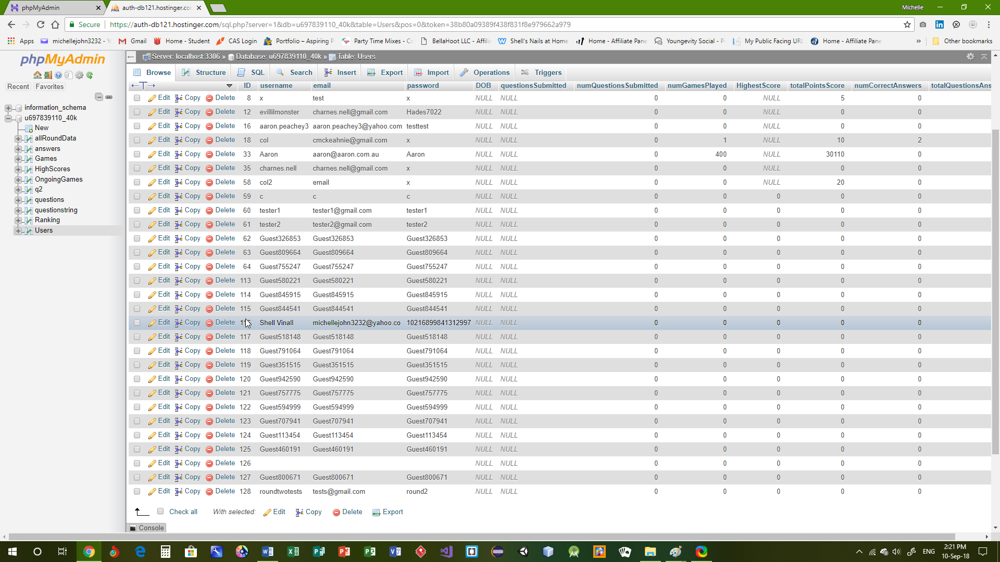 phpMyAdmin
auth-db121.hostinger.co
Michelle
Secure
https://auth-db121.hostinger.com/sql.php?server=1&db=u697839110_40k&table=Users&pos=0&token=38b80a09389f438f831f8e979662a979
Apps michellejohn3232 - Y Gmail Home - Student CAS Login Portfolio – Aspiring P Party Time Mixes - Co BellaHoot LLC - Affili Shell's Nails at Home Home - Affiliate Pane Youngevity Social - P My Public Facing URL Home - Affiliate Pane » Other bookmarks
phpMyAdmin
Recent Favorites
information_schema
u697839110_40k
New
allRoundData
answers
Games
HighScores
OngoingGames
q2
questions
questionstring
Ranking
Users
Server: localhost:3306 » Database: u697839110_40k » Table: Users
Browse Structure SQL Search Insert Export Import Operations Triggers
ID username email password DOB questionsSubmitted numQuestionsSubmitted numGamesPlayed HighestScore totalPointsScore numCorrectAnswers totalQuestionsAns
Edit Copy Delete 8 x test x NULL NULL 0 0 NULL 5 0
Edit Copy Delete 12 evillilmonster charnes.nell@gmail.com Hades7022 NULL NULL 0 0 NULL 0 0
Edit Copy Delete 16 aaron.peachey3 aaron.peachey3@yahoo.com testtest NULL NULL 0 0 NULL 0 0
Edit Copy Delete 18 col cmckeahnie@gmail.com x NULL NULL 0 1 NULL 10 2
Edit Copy Delete 33 Aaron aaron@aaron.com.au Aaron NULL NULL 0 400 NULL 30110 0
Edit Copy Delete 35 charnes.nell charnes.nell@gmail.com x NULL NULL 0 0 NULL 0 0
Edit Copy Delete 58 col2 email x NULL NULL 0 0 NULL 20 0
Edit Copy Delete 59 c c c NULL NULL 0 0 0 0 0
Edit Copy Delete 60 tester1 tester1@gmail.com tester1 NULL NULL 0 0 0 0 0
Edit Copy Delete 61 tester2 tester2@gmail.com tester2 NULL NULL 0 0 0 0 0
Edit Copy Delete 62 Guest326853 Guest326853 Guest326853 NULL NULL 0 0 0 0 0
Edit Copy Delete 63 Guest809664 Guest809664 Guest809664 NULL NULL 0 0 0 0 0
Edit Copy Delete 64 Guest755247 Guest755247 Guest755247 NULL NULL 0 0 0 0 0
Edit Copy Delete 113 Guest580221 Guest580221 Guest580221 NULL NULL 0 0 0 0 0
Edit Copy Delete 114 Guest845915 Guest845915 Guest845915 NULL NULL 0 0 0 0 0
Edit Copy Delete 115 Guest844541 Guest844541 Guest844541 NULL NULL 0 0 0 0 0
Edit Copy Delete Shell Vinall michellejohn3232@yahoo.co 10216899841312997 NULL NULL 0 0 0 0 0
Edit Copy Delete 117 Guest518148 Guest518148 Guest518148 NULL NULL 0 0 0 0 0
Edit Copy Delete 118 Guest791064 Guest791064 Guest791064 NULL NULL 0 0 0 0 0
Edit Copy Delete 119 Guest351515 Guest351515 Guest351515 NULL NULL 0 0 0 0 0
Edit Copy Delete 120 Guest942590 Guest942590 Guest942590 NULL NULL 0 0 0 0 0
Edit Copy Delete 121 Guest757775 Guest757775 Guest757775 NULL NULL 0 0 0 0 0
Edit Copy Delete 122 Guest594999 Guest594999 Guest594999 NULL NULL 0 0 0 0 0
Edit Copy Delete 123 Guest707941 Guest707941 Guest707941 NULL NULL 0 0 0 0 0
Edit Copy Delete 124 Guest113454 Guest113454 Guest113454 NULL NULL 0 0 0 0 0
Edit Copy Delete 125 Guest460191 Guest460191 Guest460191 NULL NULL 0 0 0 0 0
Edit Copy Delete 126 NULL NULL 0 0 0 0 0
Edit Copy Delete 127 Guest800671 Guest800671 Guest800671 NULL NULL 0 0 0 0 0
Edit Copy Delete 128 roundtwotests tests@gmail.com round2 NULL NULL 0 0 0 0 0
Check all With selected: Edit Copy Delete Export
Console
ENG
2:21 PM
10-Sep-18